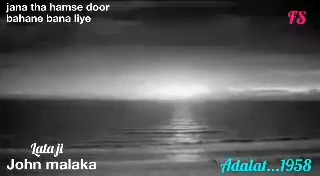 jana tha hamse door
bahane bana liye
FS
Lata ji
John malaka
Adalat...1958